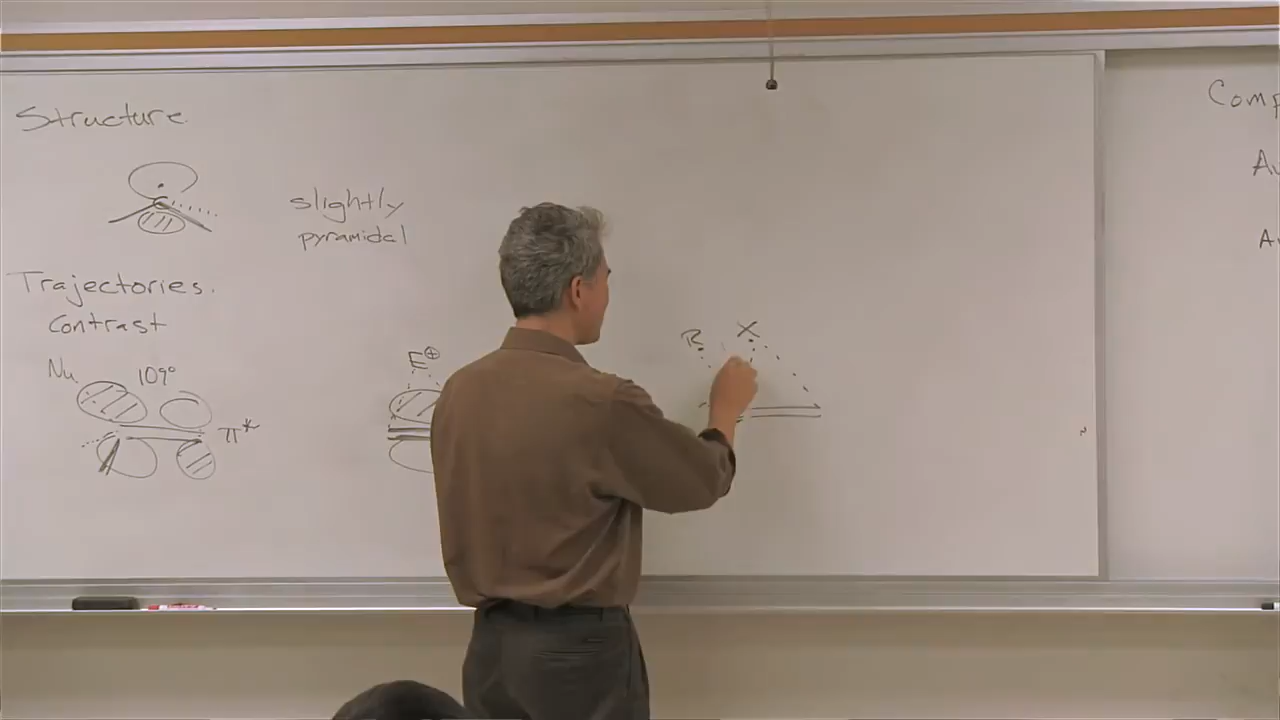 Structure
slightly
pyramidal
Trajectories.
Contrast
Nu 109°
π*
E⊕
R X
Comp
A
A